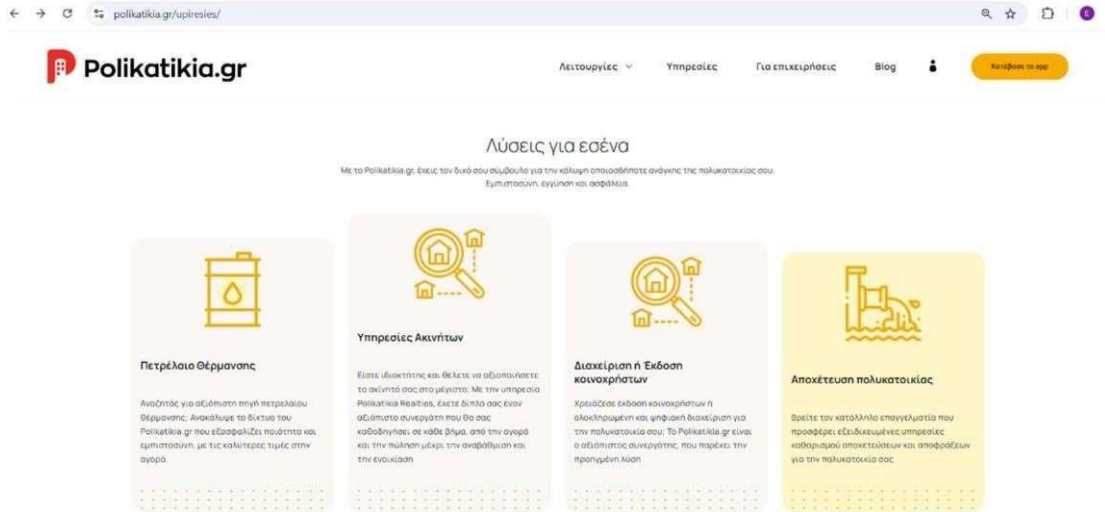 polikatikia.gr/upiresies/
Polikatikia.gr
Λειτουργίες
Υπηρεσίες
Για επιχειρήσεις
Blog
Κατέβασε το app
Λύσεις για εσένα
Με το Polikatikia.gr, έχεις τον δικό σου σύμβουλο για την κάλυψη οποιασδήποτε ανάγκης της πολυκατοικίας σου.
Εμπιστοσύνη, εγγύηση και ασφάλεια.
Πετρέλαιο Θέρμανσης
Αναζητάς για αξιόπιστη πηγή πετρελαίου
θέρμανσης; Ανακάλυψε το δίκτυο του
Polikatikia.gr που εξασφαλίζει ποιότητα και
εμπιστοσύνη, με τις καλύτερες τιμές στην
αγορά.
Υπηρεσίες Ακινήτων
Είστε ιδιοκτήτης και θέλετε να αξιοποιήσετε
το ακίνητό σας στο μέγιστο; Με την υπηρεσία
Polikatikia Realties, έχετε δίπλα σας έναν
αξιόπιστο συνεργάτη που θα σας
καθοδηγήσει σε κάθε βήμα, από την αγορά
και την πώληση μέχρι την αναβάθμιση και
την ενοικίαση
Διαχείριση ή Έκδοση
κοινοχρήστων
Χρειάζεσε έκδοση κοινοχρήστων ή
ολοκληρωμένη και ψηφιακή διαχείριση για
την πολυκατοικία σου; Το Polikatikia.gr είναι
ο αξιόπιστος συνεργάτης, που παρέχει την
προηγμένη λύση
Αποχέτευση πολυκατοικίας
Βρείτε τον κατάλληλο επαγγελματία που
προσφέρει εξειδικευμένες υπηρεσίες
καθαρισμού αποχετεύσεων και αποφράξεων
για την πολυκατοικία σας